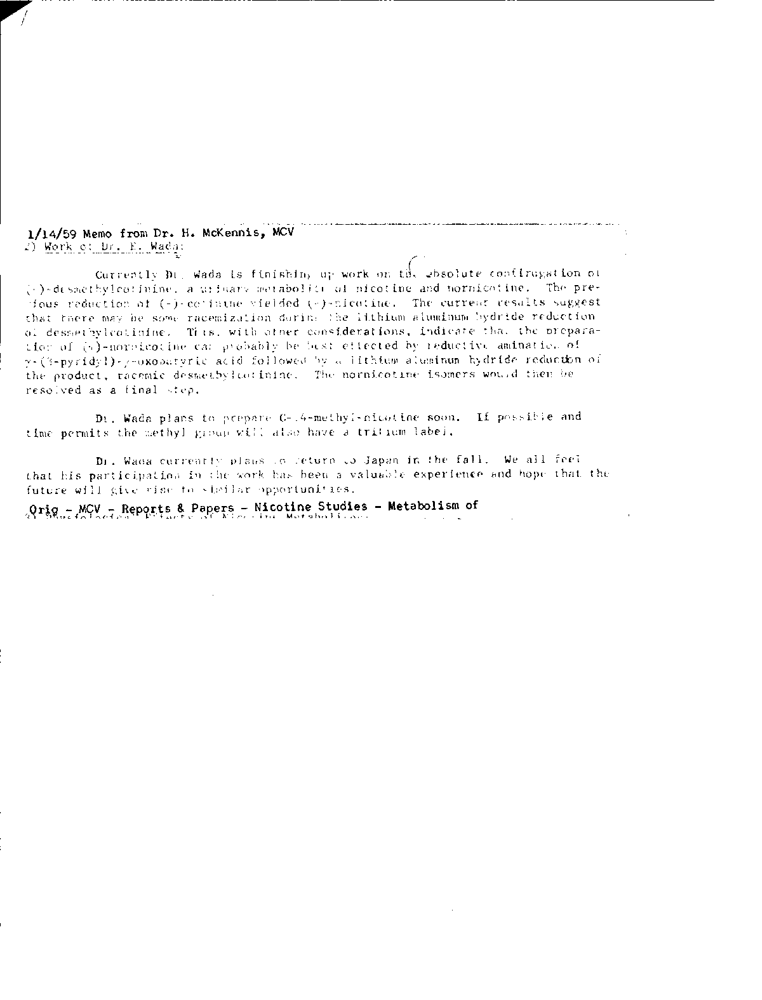 1/14/59 Memo from Dr. H. McKennis, MCV
2) Work of Dr. E. Wada:
Currently Dr. Wada is finishing up work on the absolute configuration of
(-)-desmethylcotinine, a urinary metabolite of nicotine and nornicotine. The pre-
vious reduction of (-)-cotinine yielded (-)-nicotine. The current results suggest
that there may be some racemization during the lithium aluminum hydride reduction
of desmethylcotinine. This, with other considerations, indicate that the prepara-
tion of -nornicotine can probably be best effected by reductive amination of
γ-(3-pyridyl)-γ-oxobutyric acid followed by a lithium aluminum hydride reduction of
the product, racemic desmethylcotinine. The nornicotine isomers would then be
resolved as a final step.
Dr. Wada plans to prepare C-14-methyl-nicotine soon. If possible and
time permits the methyl group will also have a tritium label.
Dr. Wada currently plans to return to Japan in the fall. We all feel
that his participation in the work has been a valuable experience and hope that the
future will give rise to similar opportunities.
Orig - MCV - Reports & Papers - Nicotine Studies - Metabolism of